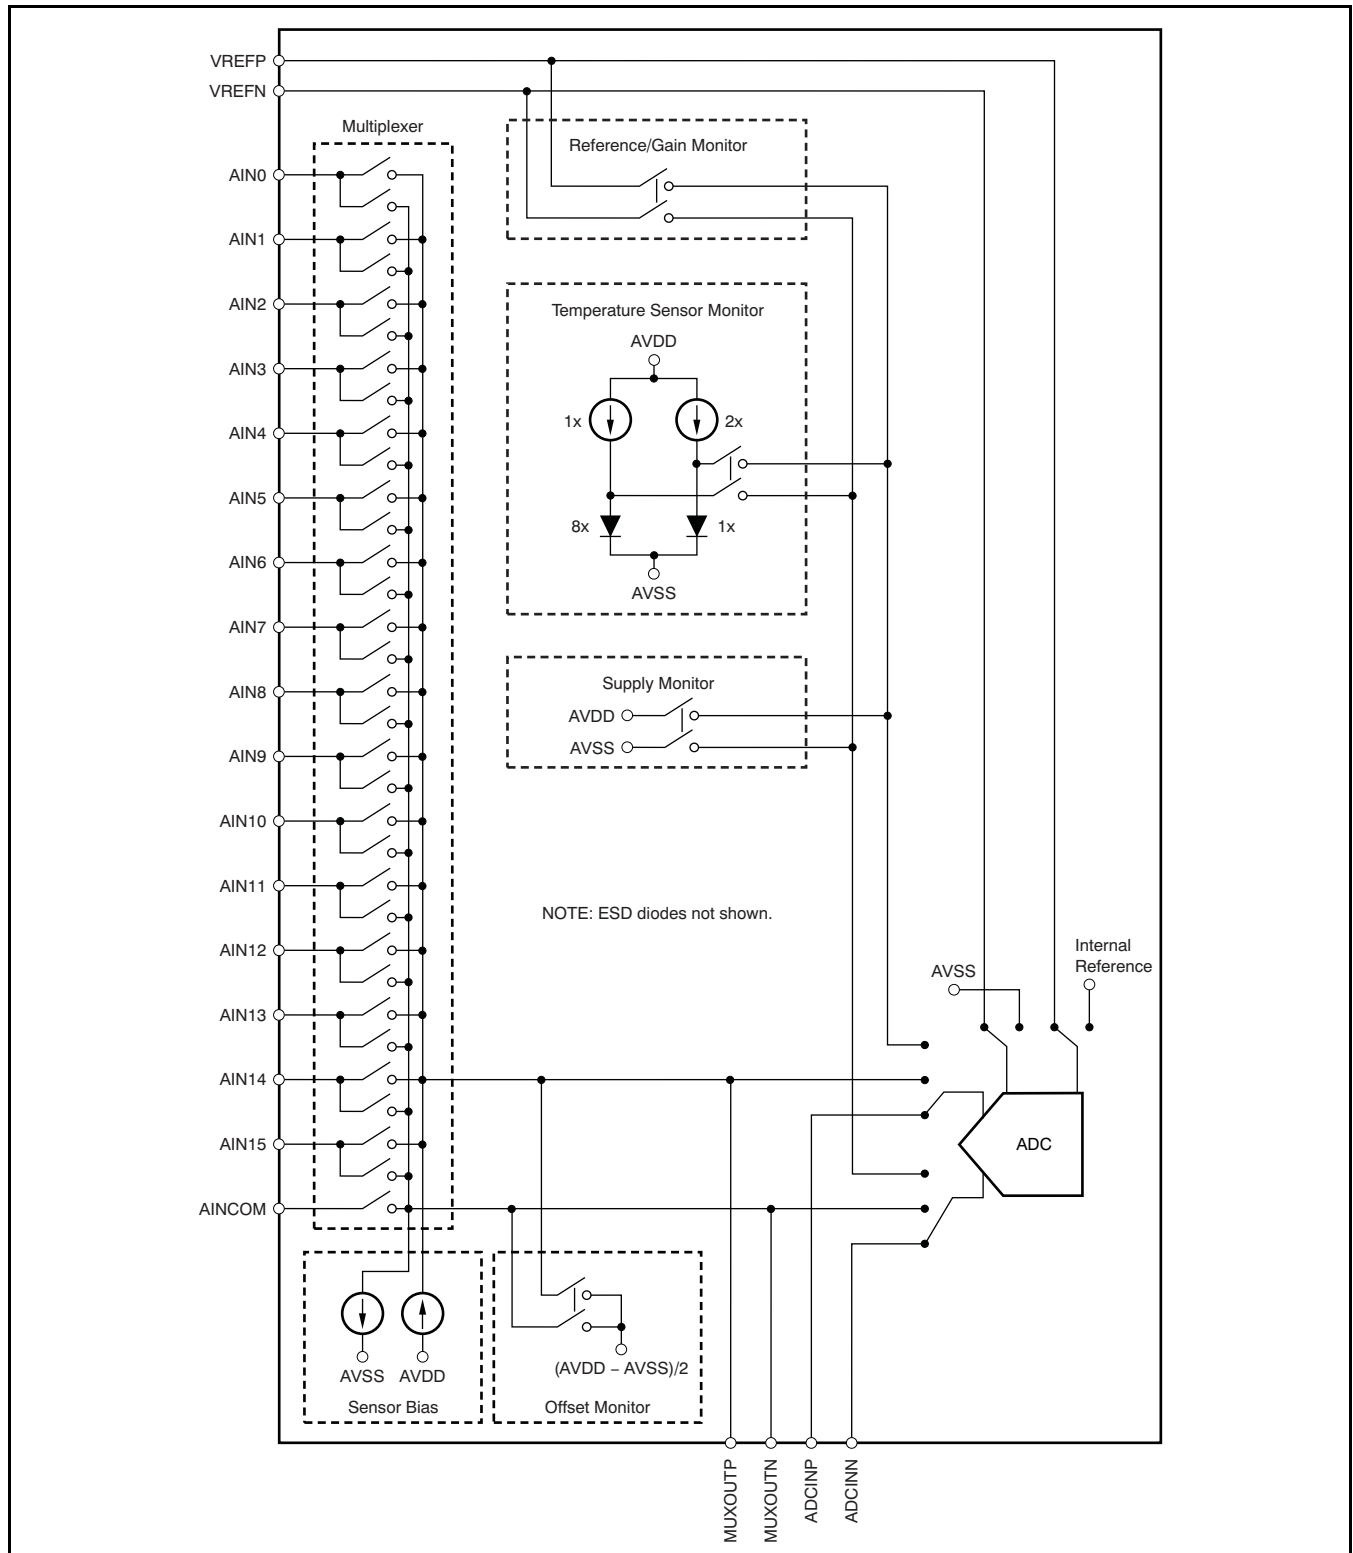 VREFP
VREFN
Multiplexer
Reference/Gain Monitor
AIN0
AIN1
AIN2
AIN3
AIN4
AIN5
AIN6
AIN7
AIN8
AIN9
AIN10
AIN11
AIN12
AIN13
AIN14
AIN15
AINCOM
Temperature Sensor Monitor
AVDD
1x
2x
8x
1x
AVSS
Supply Monitor
AVDD
AVSS
NOTE: ESD diodes not shown.
Internal
Reference
AVSS
ADC
AVSS
AVDD
Sensor Bias
(AVDD – AVSS)/2
Offset Monitor
MUXOUTP
MUXOUTN
ADCINP
ADCINN